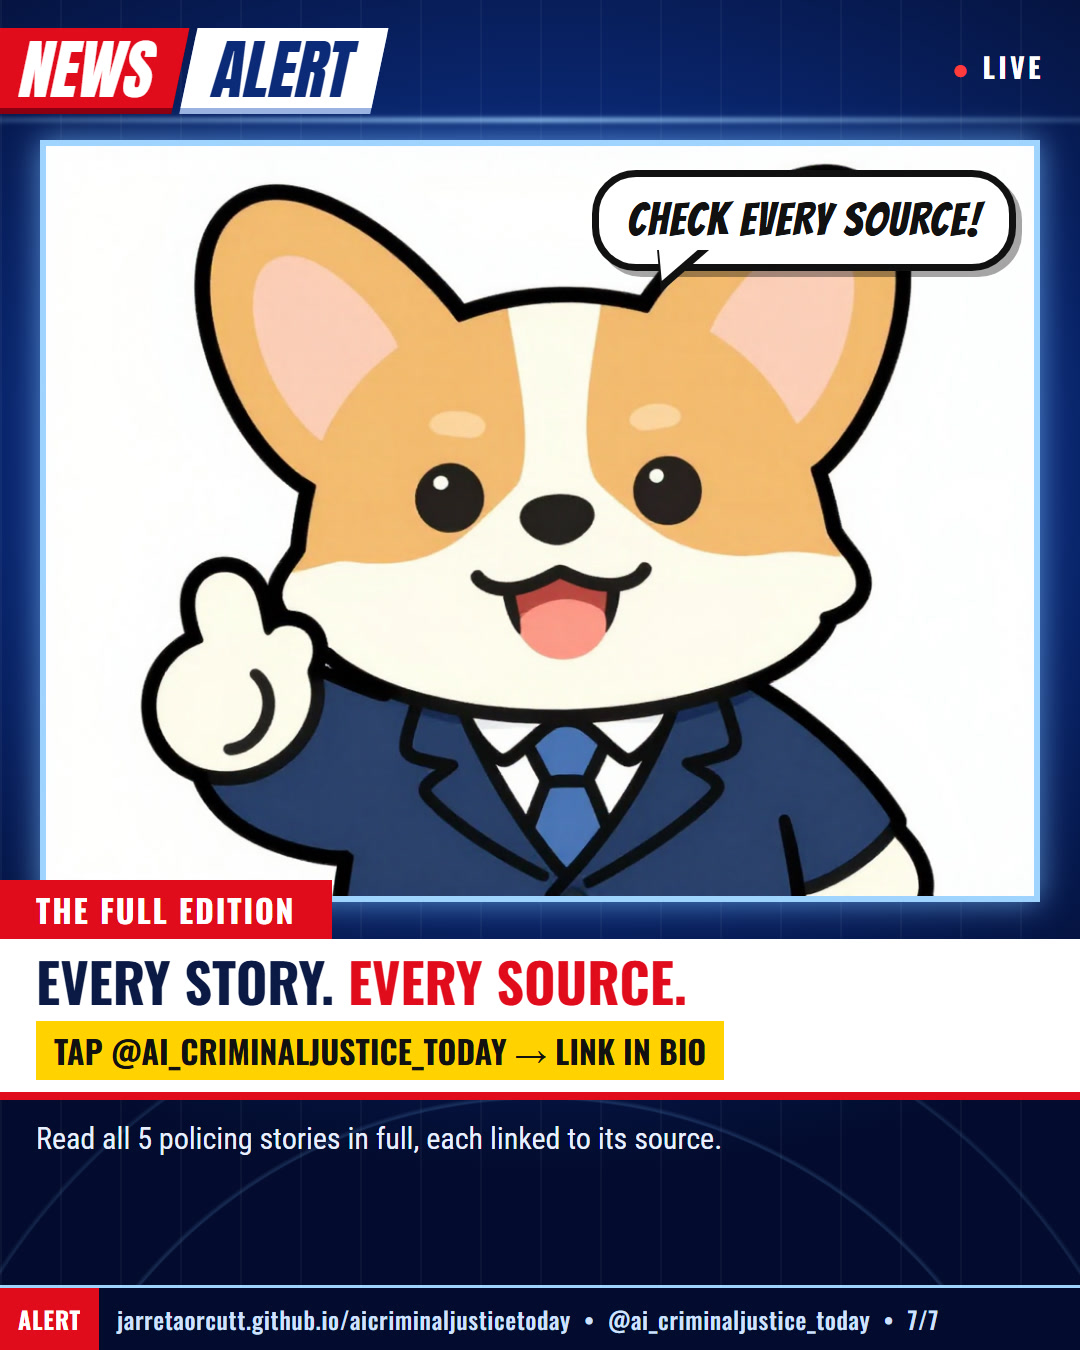 NEWS ALERT
● LIVE
CHECK EVERY SOURCE!
THE FULL EDITION
EVERY STORY. EVERY SOURCE.
TAP @AI_CRIMINALJUSTICE_TODAY → LINK IN BIO
Read all 5 policing stories in full, each linked to its source.
ALERT jarretaorcutt.github.io/aicriminaljusticetoday • @ai_criminaljustice_today • 7/7